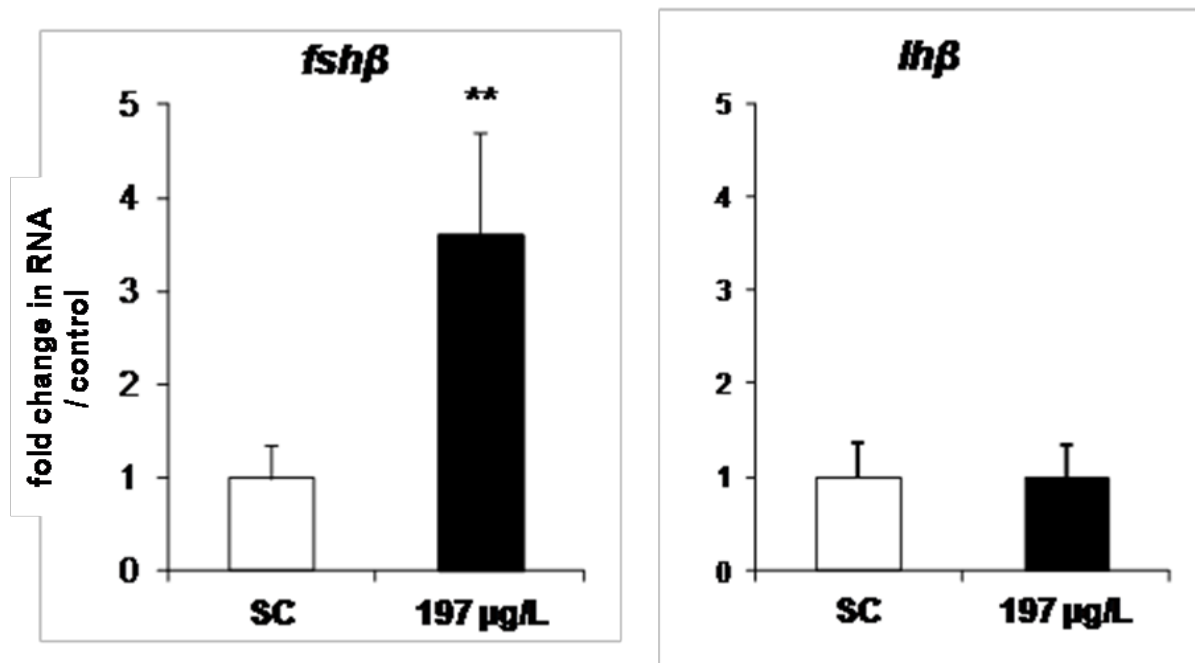 fshβ
**
5
4
3
2
1
0
fold change in RNA
/ control
SC 197 µg/L
lhβ
5
4
3
2
1
0
SC 197 µg/L